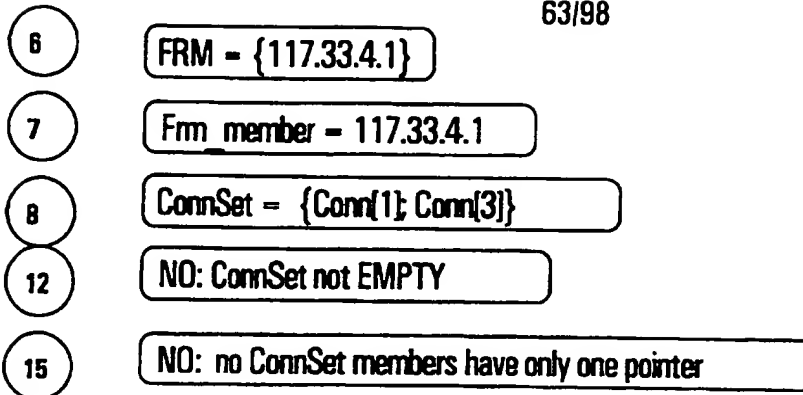 63/98
6 FRM = {117.33.4.1}
7 Frm_member = 117.33.4.1
8 ConnSet = {Conn[1]; Conn[3]}
12 NO: ConnSet not EMPTY
15 NO: no ConnSet members have only one pointer